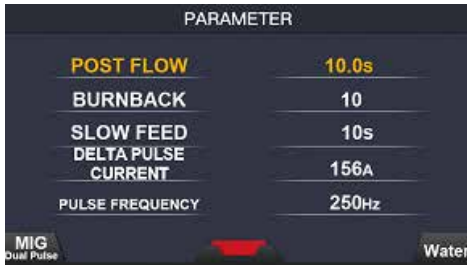 PARAMETER
POST FLOW 10.0s
BURNBACK 10
SLOW FEED 10s
DELTA PULSE
CURRENT 156A
PULSE FREQUENCY 250Hz
MIG
Dual Pulse
Water